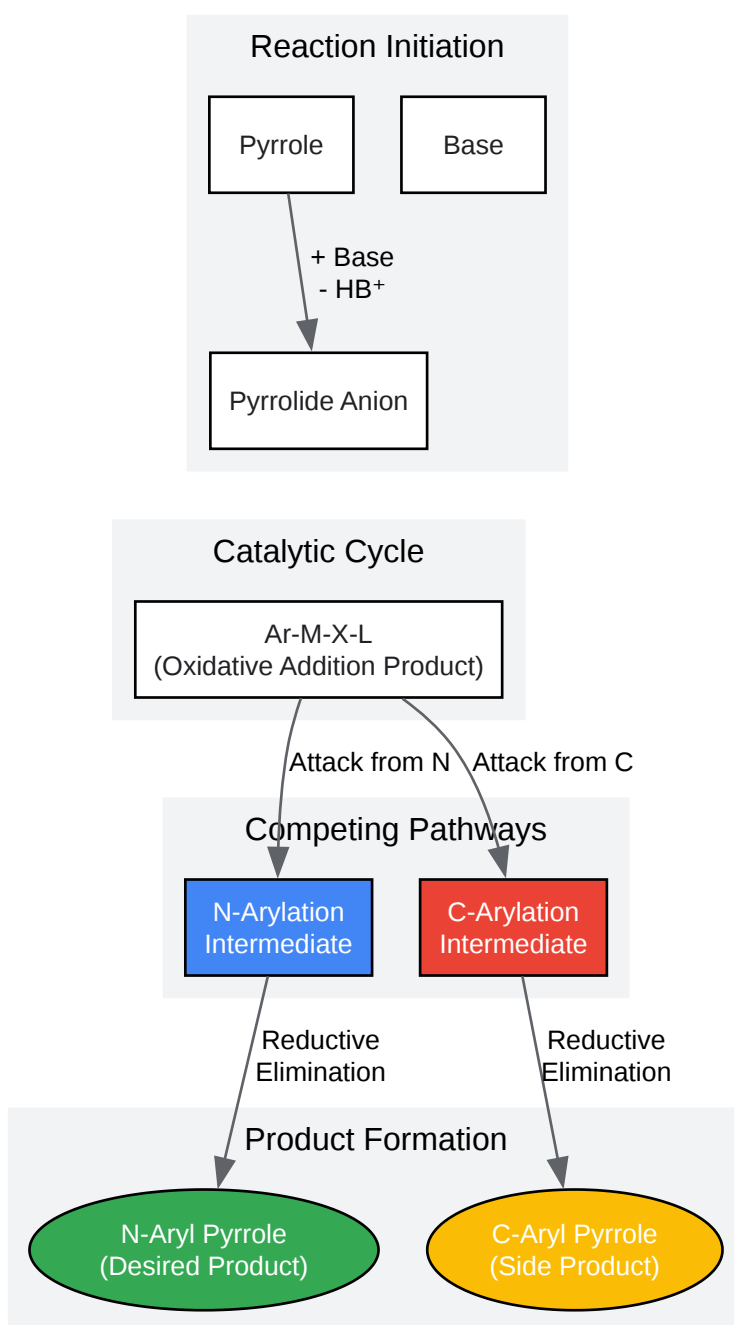 Reaction Initiation
Pyrrole
Base
+ Base
- HB⁺
Pyrrolide Anion
Catalytic Cycle
Ar-M-X-L
(Oxidative Addition Product)
Attack from N
Attack from C
Competing Pathways
N-Arylation
Intermediate
C-Arylation
Intermediate
Reductive
Elimination
Reductive
Elimination
Product Formation
N-Aryl Pyrrole
(Desired Product)
C-Aryl Pyrrole
(Side Product)